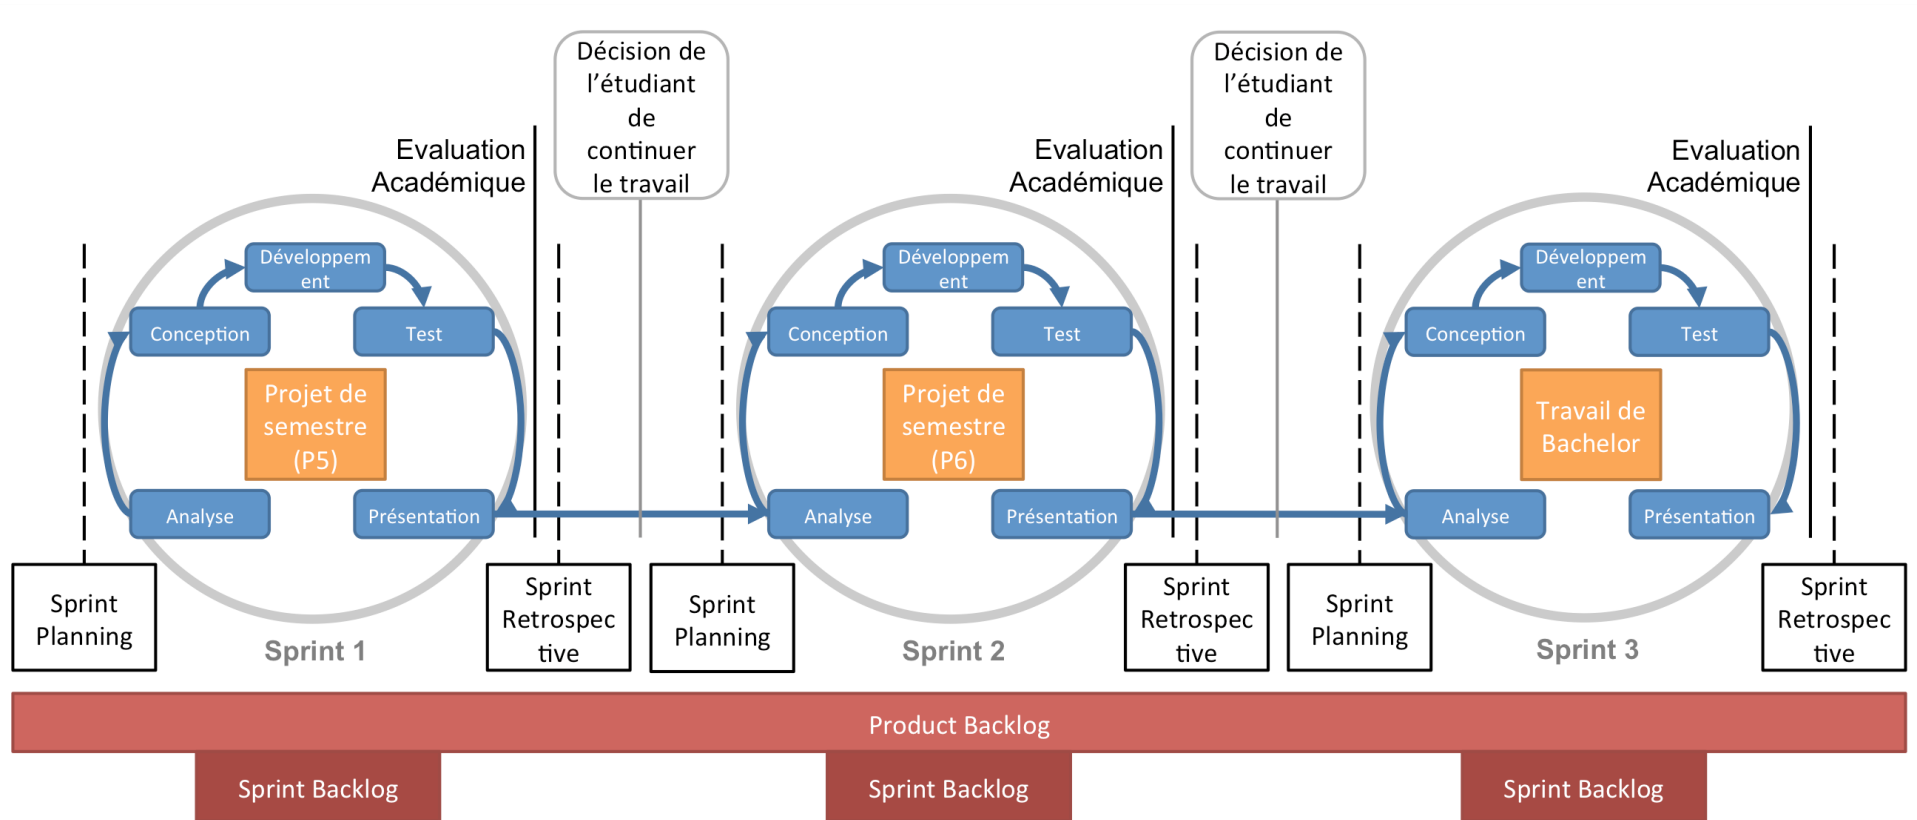 Décision de
l’étudiant
de
continuer
le travail
Décision de
l’étudiant
de
continuer
le travail
Evaluation
Académique
Evaluation
Académique
Evaluation
Académique
Développem
ent
Conception
Test
Projet de
semestre
(P5)
Analyse
Présentation
Développem
ent
Conception
Test
Projet de
semestre
(P6)
Analyse
Présentation
Développem
ent
Conception
Test
Travail de
Bachelor
Analyse
Présentation
Sprint
Planning
Sprint 1
Sprint
Retrospec
tive
Sprint
Planning
Sprint 2
Sprint
Retrospec
tive
Sprint
Planning
Sprint 3
Sprint
Retrospec
tive
Product Backlog
Sprint Backlog
Sprint Backlog
Sprint Backlog